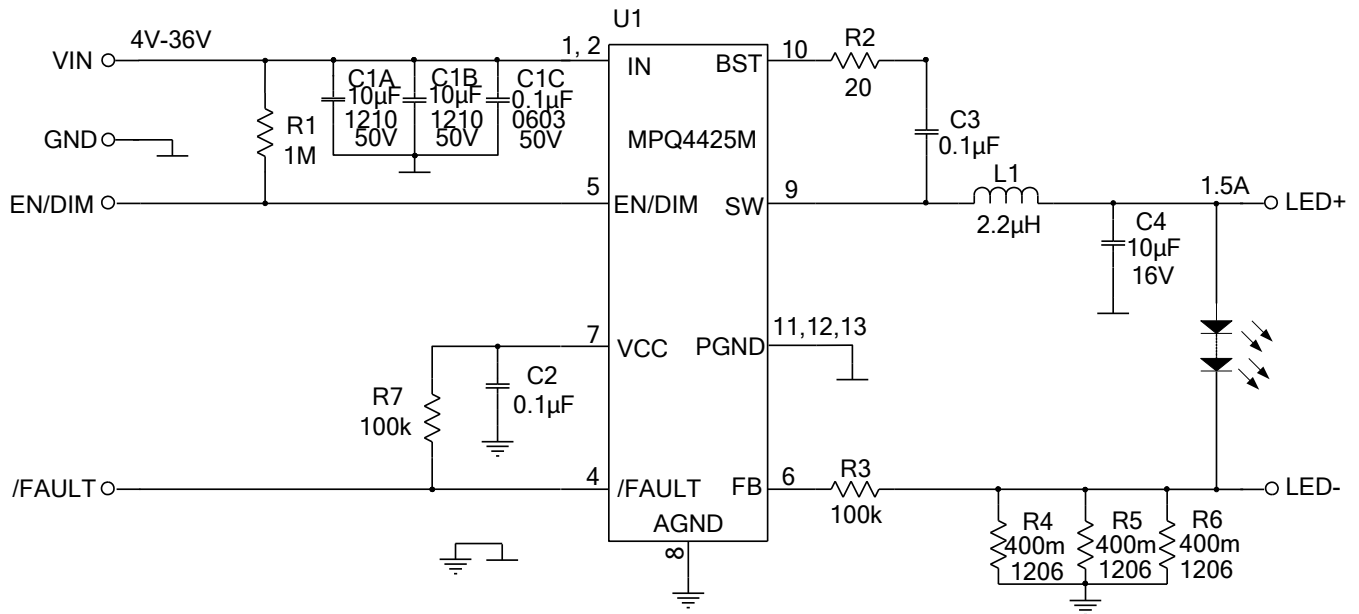 U1
4V-36V
VIN
1, 2
IN
BST
10
R2
20
C1A
10µF
1210
50V
C1B
10µF
1210
50V
C1C
0.1µF
0603
50V
GND
R1
1M
MPQ4425M
C3
0.1µF
EN/DIM
5
EN/DIM
SW
9
L1
2.2µH
1.5A
LED+
C4
10µF
16V
7
VCC
PGND
11,12,13
C2
0.1µF
R7
100k
/FAULT
4
/FAULT
FB
6
R3
100k
LED-
AGND
8
R4
400m
1206
R5
400m
1206
R6
400m
1206